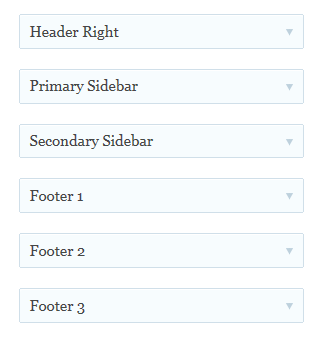 Header Right
Primary Sidebar
Secondary Sidebar
Footer 1
Footer 2
Footer 3